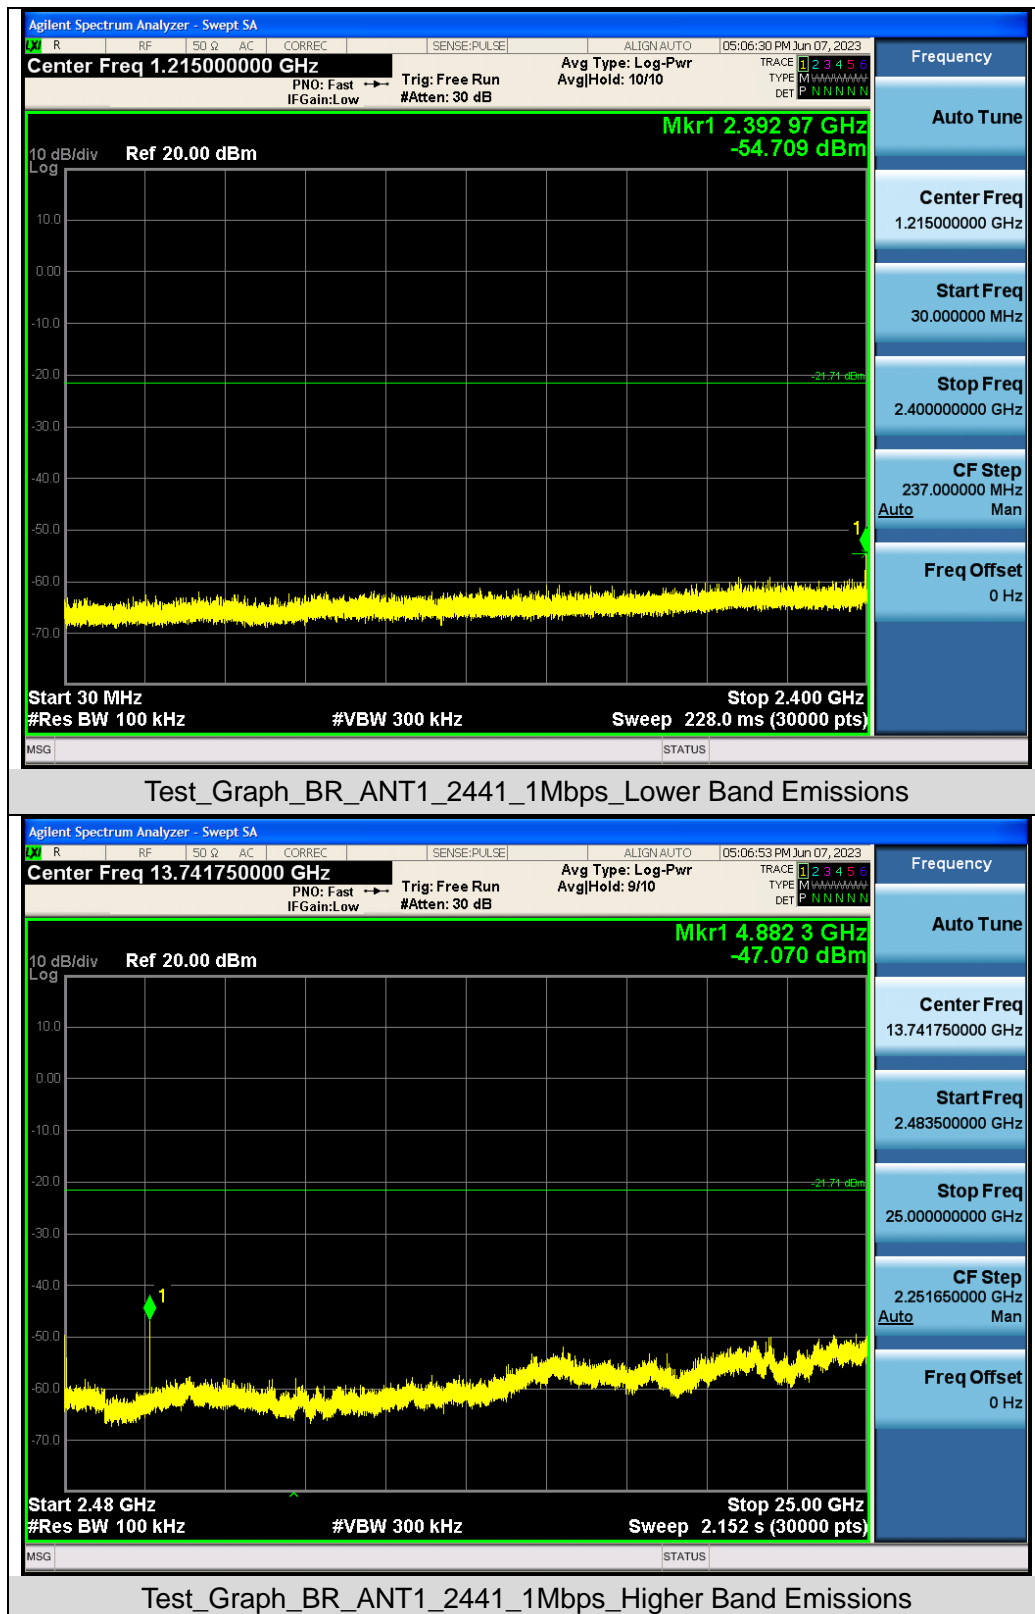 Agilent Spectrum Analyzer - Swept SA
LXI R RF 50 Ω AC CORREC SENSE:PULSE ALIGN AUTO 05:06:30 PM Jun 07, 2023
Center Freq 1.215000000 GHz
PNO: Fast
IFGain:Low
Trig: Free Run
#Atten: 30 dB
Avg Type: Log-Pwr
Avg|Hold: 10/10
TRACE 1 2 3 4 5 6
TYPE M WWWWW
DET P N N N N N
Mkr1 2.392 97 GHz
-54.709 dBm
10 dB/div
Log
Ref 20.00 dBm
10.0
0.00
-10.0
-20.0
-21.71 dBm
-30.0
-40.0
-50.0
1
-60.0
-70.0
Start 30 MHz
Stop 2.400 GHz
#Res BW 100 kHz
#VBW 300 kHz
Sweep 228.0 ms (30000 pts)
MSG
STATUS
Frequency
Auto Tune
Center Freq
1.215000000 GHz
Start Freq
30.000000 MHz
Stop Freq
2.400000000 GHz
CF Step
237.000000 MHz
Auto Man
Freq Offset
0 Hz
Test_Graph_BR_ANT1_2441_1Mbps_Lower Band Emissions
Agilent Spectrum Analyzer - Swept SA
LXI R RF 50 Ω AC CORREC SENSE:PULSE ALIGN AUTO 05:06:53 PM Jun 07, 2023
Center Freq 13.741750000 GHz
PNO: Fast
IFGain:Low
Trig: Free Run
#Atten: 30 dB
Avg Type: Log-Pwr
Avg|Hold: 9/10
TRACE 1 2 3 4 5 6
TYPE M WWWWW
DET P N N N N N
Mkr1 4.882 3 GHz
-47.070 dBm
10 dB/div
Log
Ref 20.00 dBm
10.0
0.00
-10.0
-20.0
-21.71 dBm
-30.0
-40.0
1
-50.0
-60.0
-70.0
Start 2.48 GHz
Stop 25.00 GHz
#Res BW 100 kHz
#VBW 300 kHz
Sweep 2.152 s (30000 pts)
MSG
STATUS
Frequency
Auto Tune
Center Freq
13.741750000 GHz
Start Freq
2.483500000 GHz
Stop Freq
25.000000000 GHz
CF Step
2.251650000 GHz
Auto Man
Freq Offset
0 Hz
Test_Graph_BR_ANT1_2441_1Mbps_Higher Band Emissions